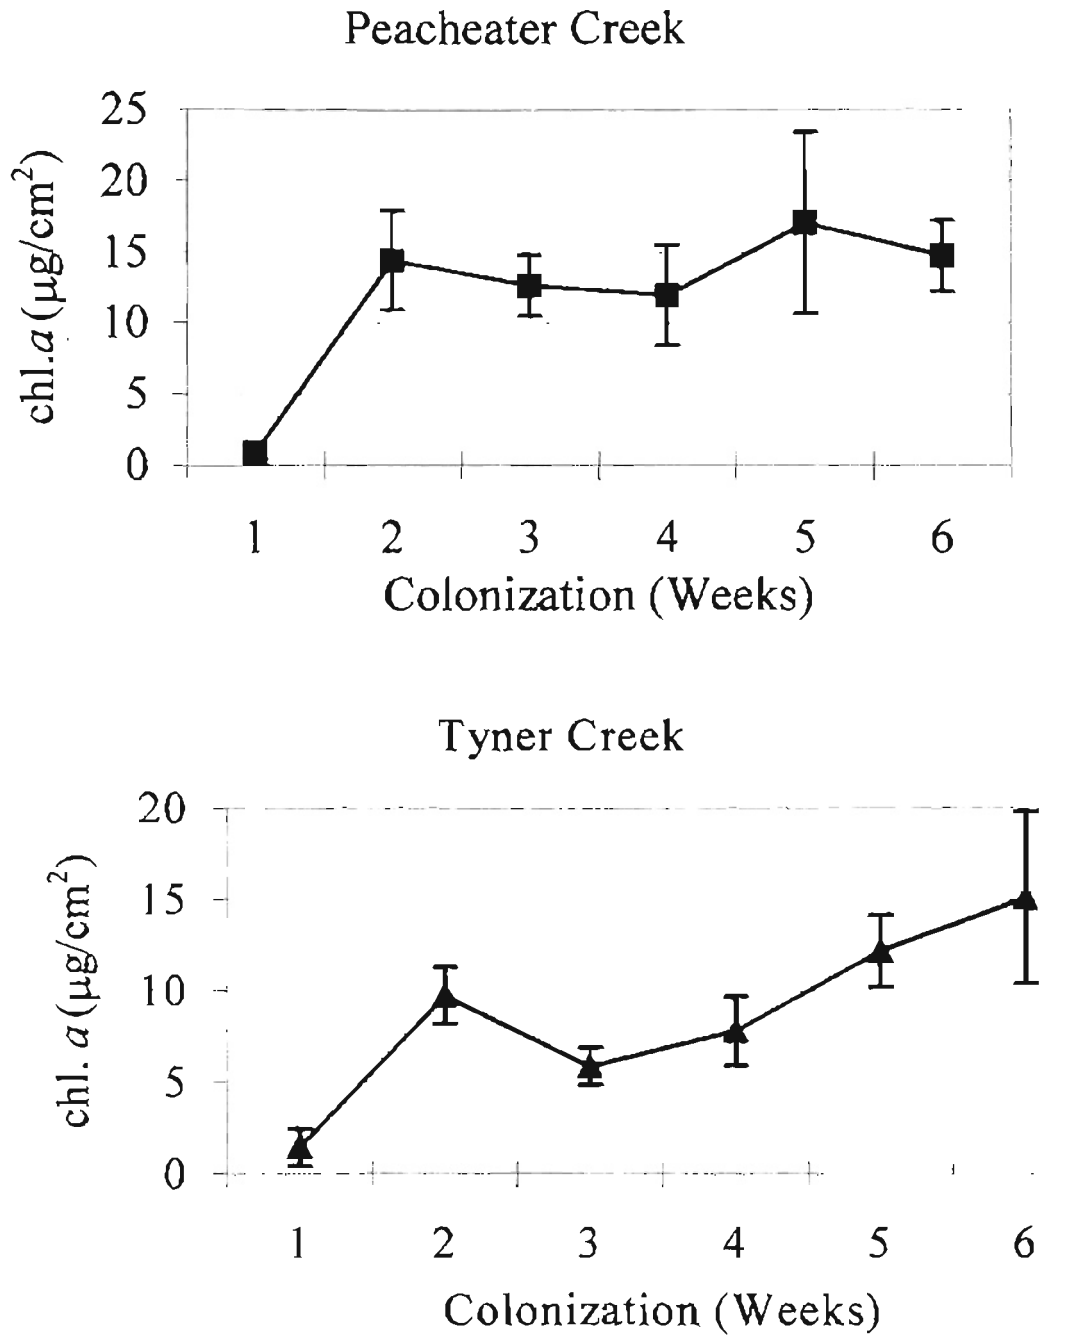 Peacheater Creek
25
20
15
10
5
0
chl.a (µg/cm²)
1 2 3 4 5 6
Colonization (Weeks)
Tyner Creek
20
15
10
5
0
chl. a (µg/cm²)
1 2 3 4 5 6
Colonization (Weeks)